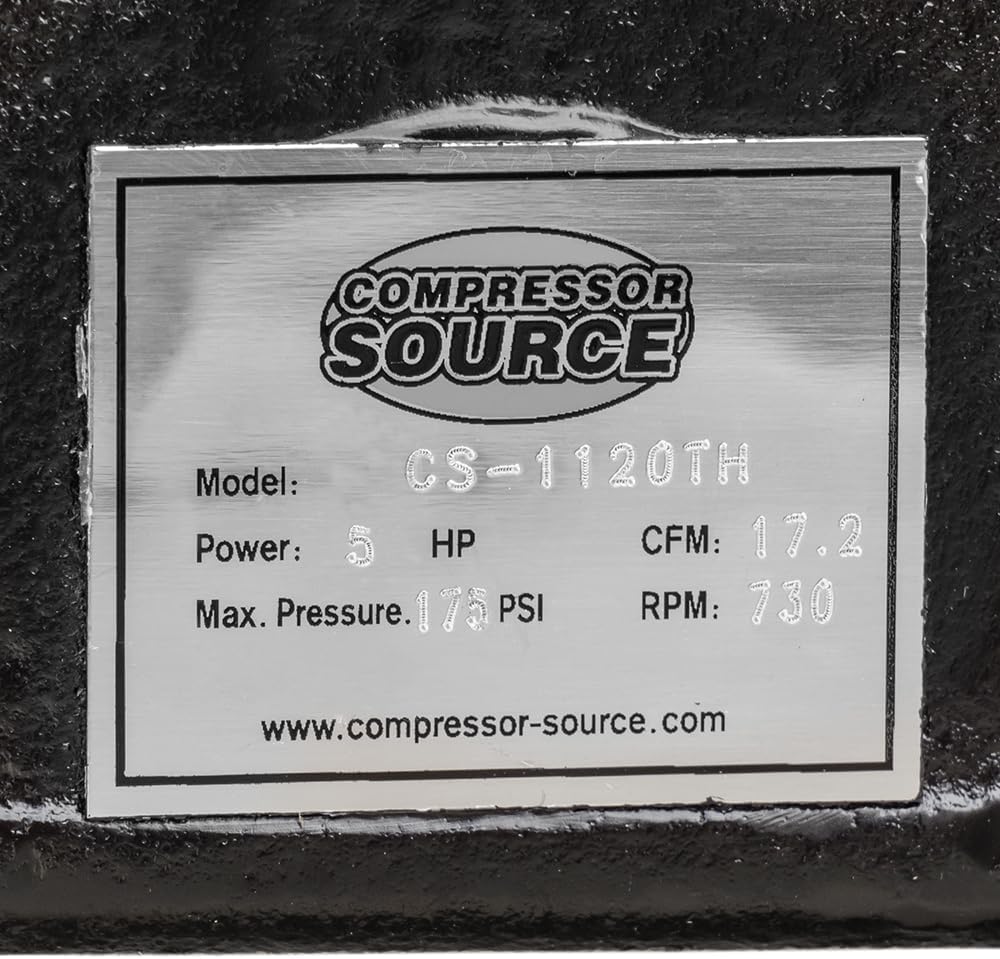 COMPRESSOR
SOURCE
Model: CS-1120TH
Power: 5 HP CFM: 17.2
Max. Pressure. 175 PSI RPM: 730
www.compressor-source.com